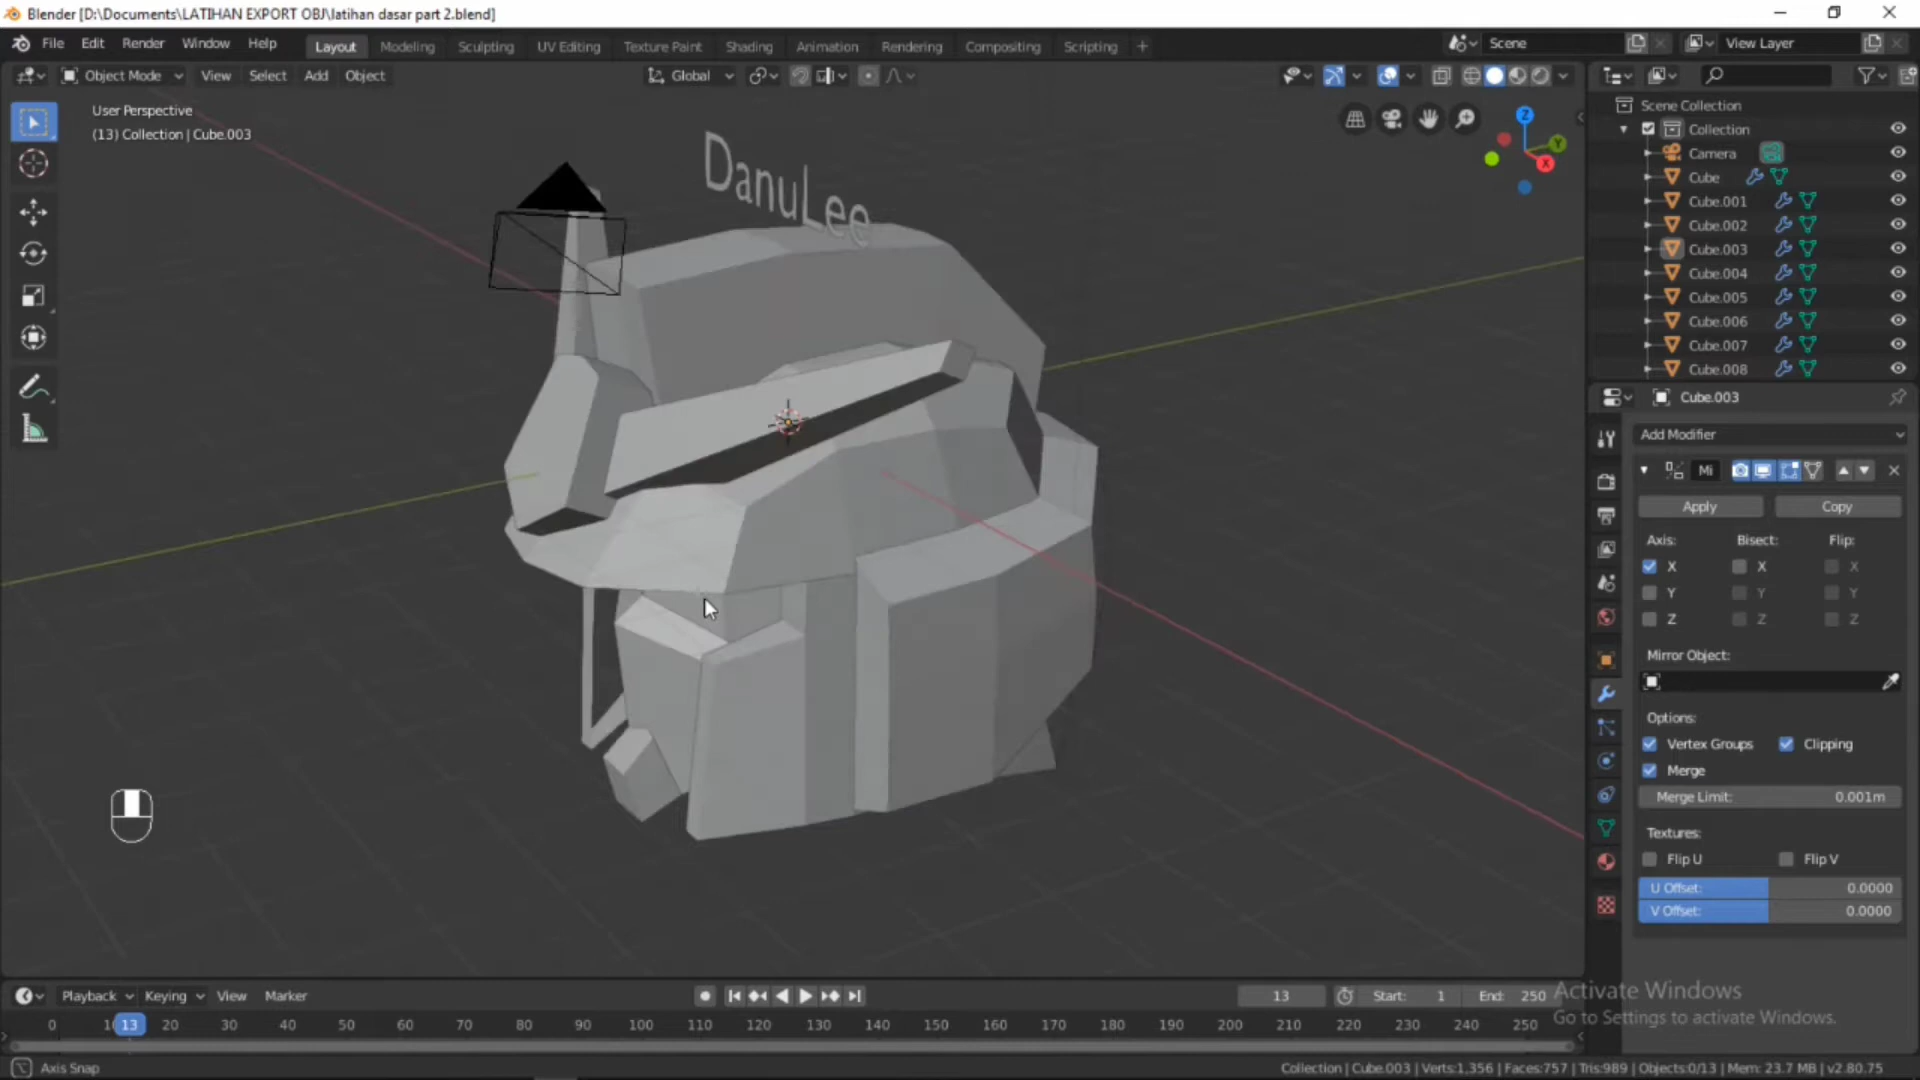 Blender [D:\Documents\LATIHAN EXPORT OBJ\latihan dasar part 2.blend]
File Edit Render Window Help
Layout Modeling Sculpting UV Editing Texture Paint Shading Animation Rendering Compositing Scripting +
Scene
View Layer
Object Mode View Select Add Object
Global
User Perspective
(13) Collection | Cube.003
DanuLee
Z
Y
X
Scene Collection
Collection
Camera
Cube
Cube.001
Cube.002
Cube.003
Cube.004
Cube.005
Cube.006
Cube.007
Cube.008
Cube.003
Add Modifier
Mi
Apply Copy
Axis: Bisect: Flip:
X X X
Y Y Y
Z Z Z
Mirror Object:
Options:
Vertex Groups Clipping
Merge
Merge Limit: 0.001m
Textures:
Flip U Flip V
U Offset: 0.0000
V Offset: 0.0000
Activate Windows
Go to Settings to activate Windows.
Playback Keying View Marker
13 Start: 1 End: 250
0 13 20 30 40 50 60 70 80 90 100 110 120 130 140 150 160 170 180 190 200 210 220 230 240 250
Axis Snap
Collection | Cube.003 | Verts:1,356 | Faces:757 | Tris:989 | Objects:0/13 | Mem: 23.7 MB | v2.80.75